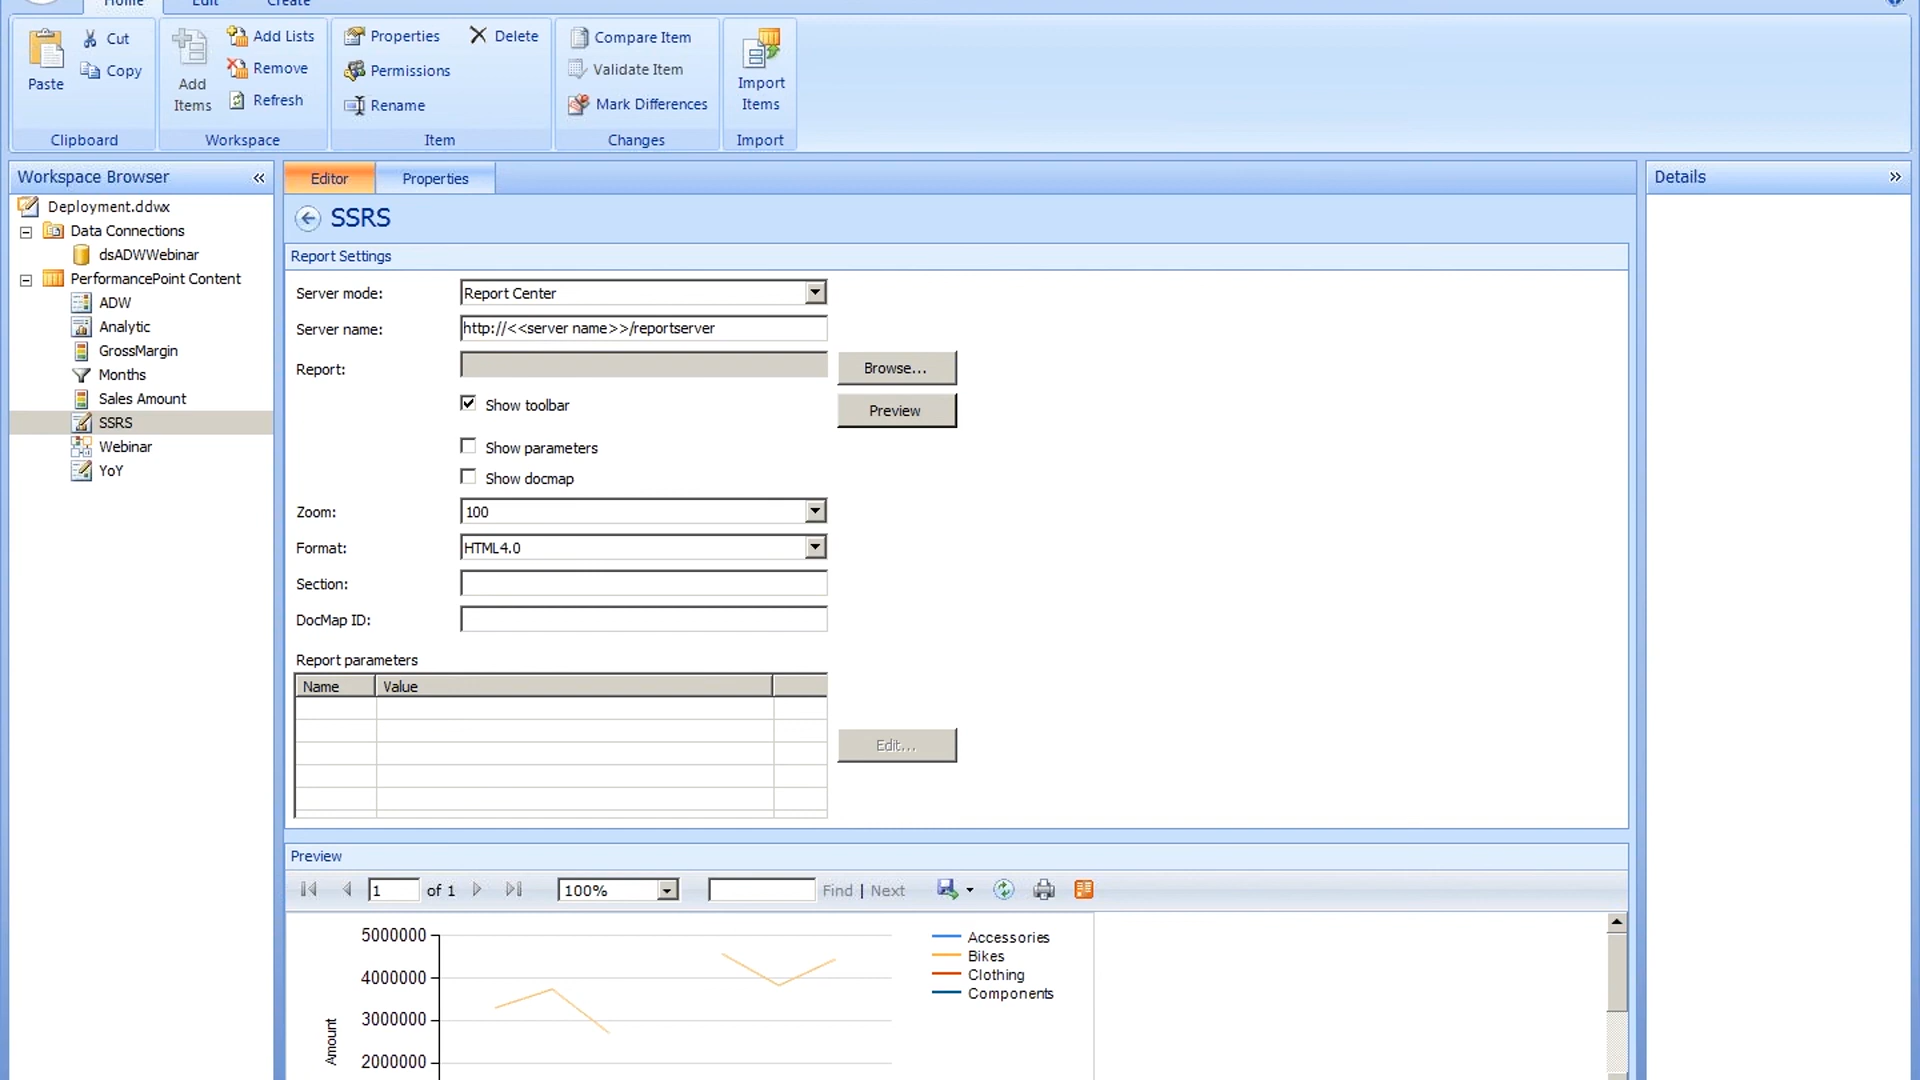 Home Edit Create
Paste Cut Copy
Clipboard
Add Items Add Lists Remove Refresh
Workspace
Properties Delete
Permissions
Rename
Item
Compare Item
Validate Item
Mark Differences
Changes
Import Items
Import
Workspace Browser «
Deployment.ddwx
Data Connections
dsADWWebinar
PerformancePoint Content
ADW
Analytic
GrossMargin
Months
Sales Amount
SSRS
Webinar
YoY
Editor Properties
SSRS
Report Settings
Server mode: Report Center
Server name: http://<<server name>>/reportserver
Report: Browse...
Show toolbar Preview
Show parameters
Show docmap
Zoom: 100
Format: HTML4.0
Section:
DocMap ID:
Report parameters
Name Value
Edit...
Preview
1 of 1 100% Find | Next
5000000
4000000
3000000
2000000
Amount
Accessories
Bikes
Clothing
Components
Details »